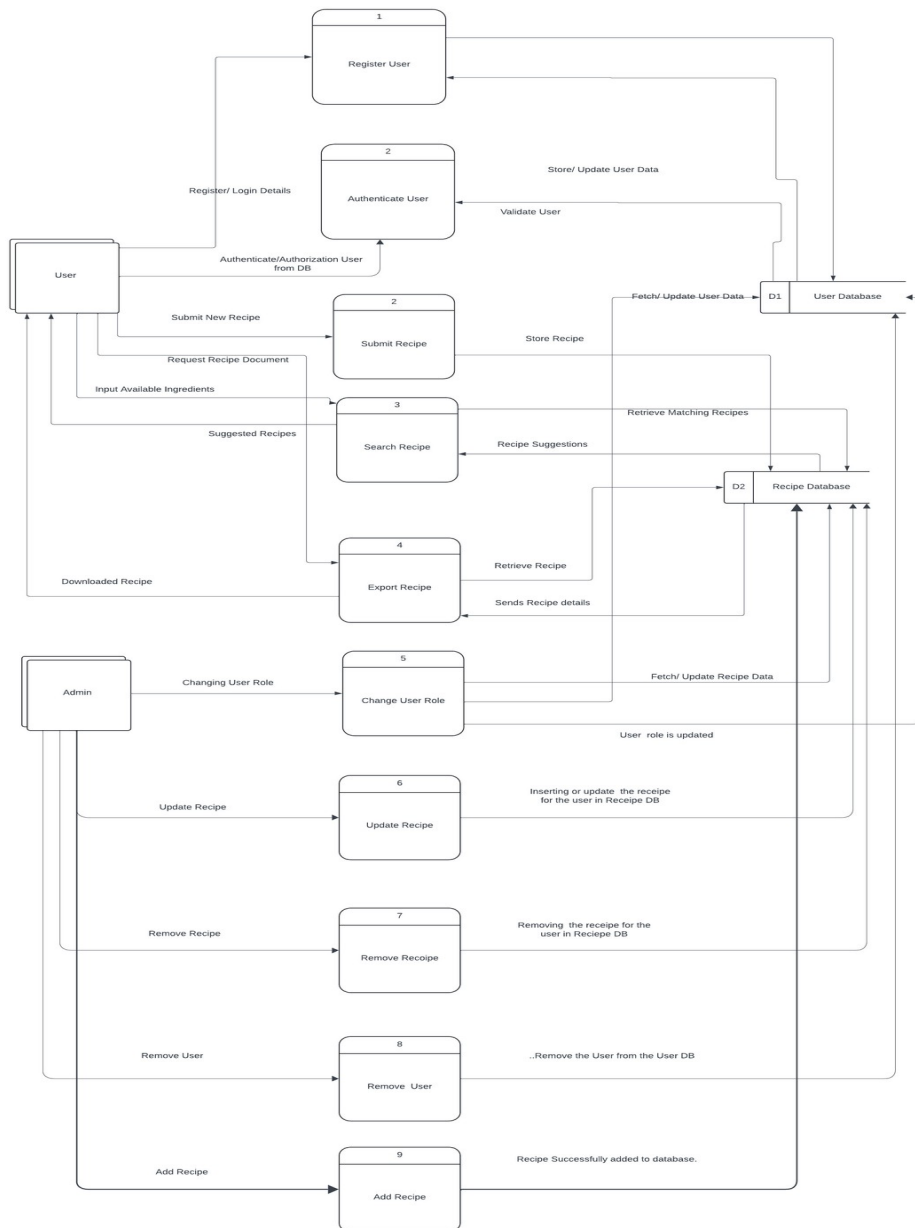 1
Register User
2
Store/ Update User Data
Register/ Login Details
Authenticate User
Validate User
Authenticate/Authorization User
from DB
User
Fetch/ Update User Data
D1
User Database
2
Submit New Recipe
Submit Recipe
Store Recipe
Request Recipe Document
Input Available Ingredients
3
Retrieve Matching Recipes
Suggested Recipes
Search Recipe
Recipe Suggestions
D2
Recipe Database
4
Retrieve Recipe
Downloaded Recipe
Export Recipe
Sends Recipe details
5
Admin
Changing User Role
Change User Role
Fetch/ Update Recipe Data
User role is updated
6
Update Recipe
Update Recipe
Inserting or update the receipe
for the user in Receipe DB
7
Remove Recipe
Remove Recoipe
Removing the receipe for the
user in Reciepe DB
8
Remove User
Remove User
..Remove the User from the User DB
9
Add Recipe
Add Recipe
Recipe Successfully added to database.